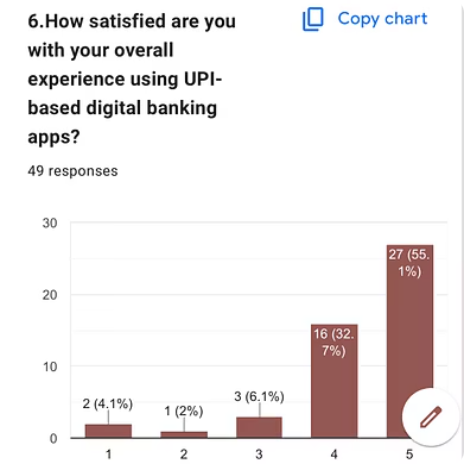 6.How satisfied are you
Copy chart
with your overall
experience using UPI-
based digital banking
apps?
49 responses
30
27 (55.
1%)
20
16 (32.
7%)
10
2 (4.1%)
1 (2%)
3 (6.1%)
0
1
2
3
4
5